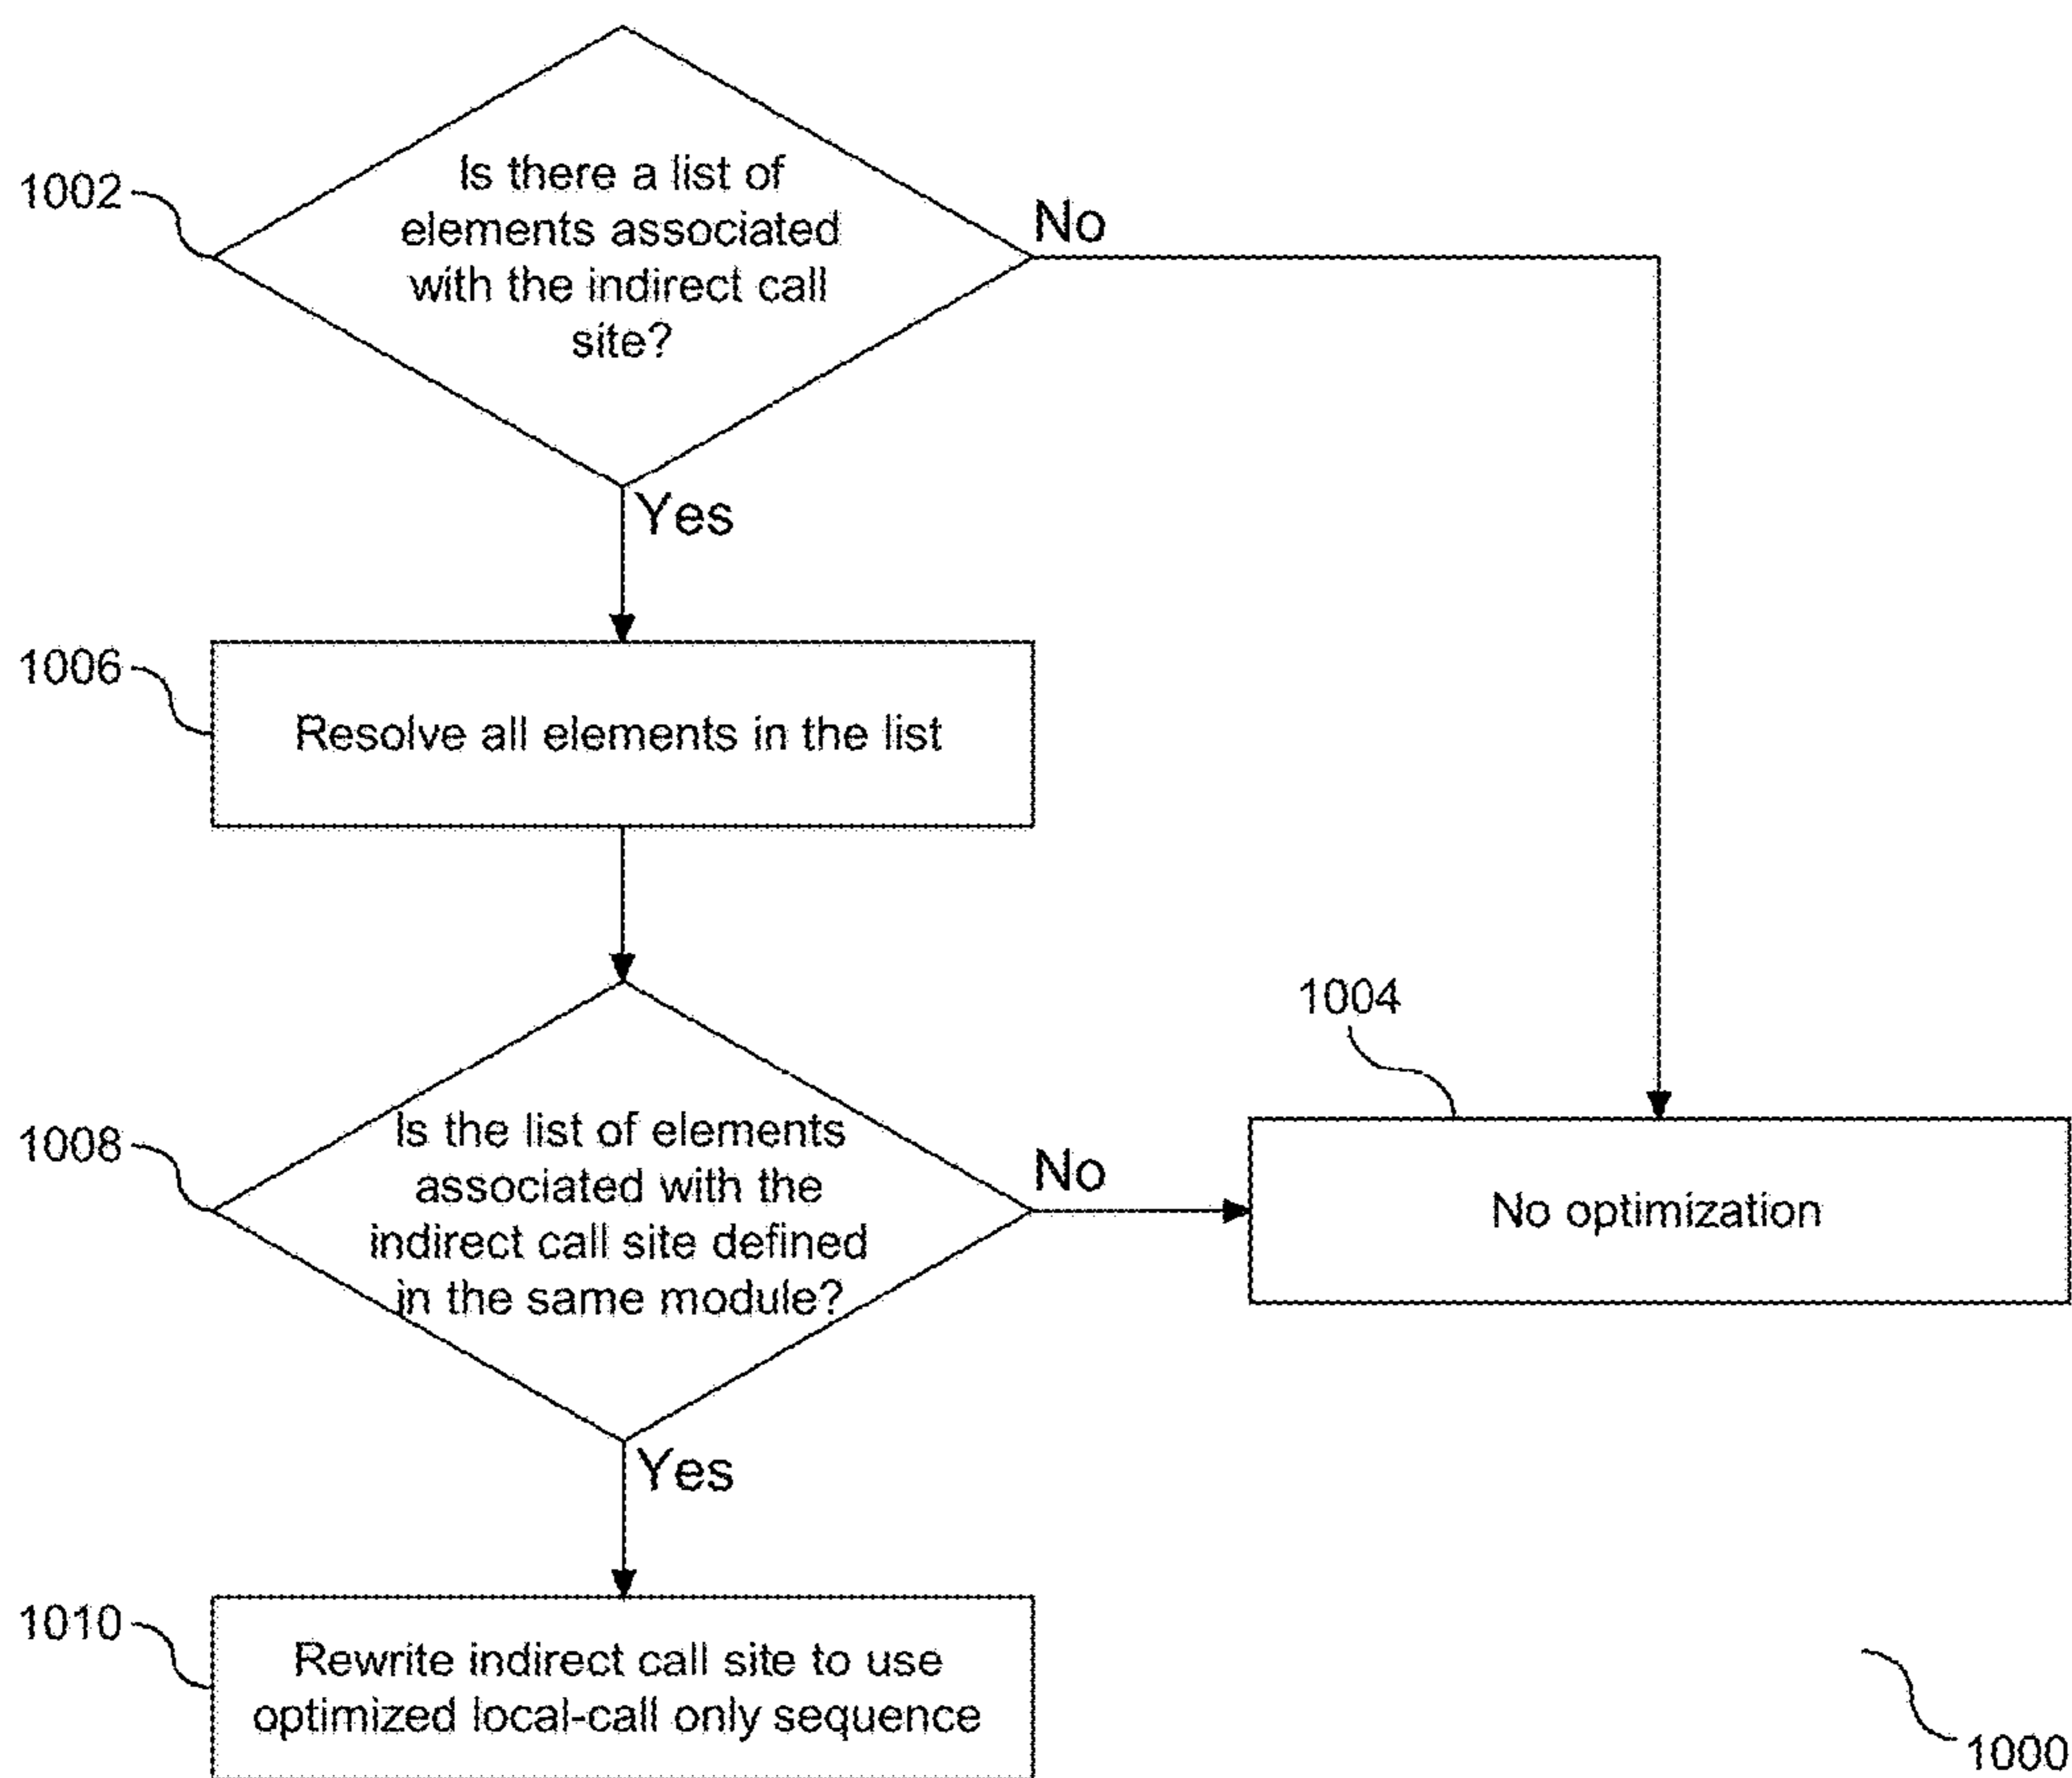 Is there a list of
elements associated
with the indirect call
site?
1002
No
Yes
1006
Resolve all elements in the list
1004
1008
Is the list of elements
associated with the
indirect call site defined
in the same module?
No
No optimization
Yes
1010
Rewrite indirect call site to use
optimized local-call only sequence
1000